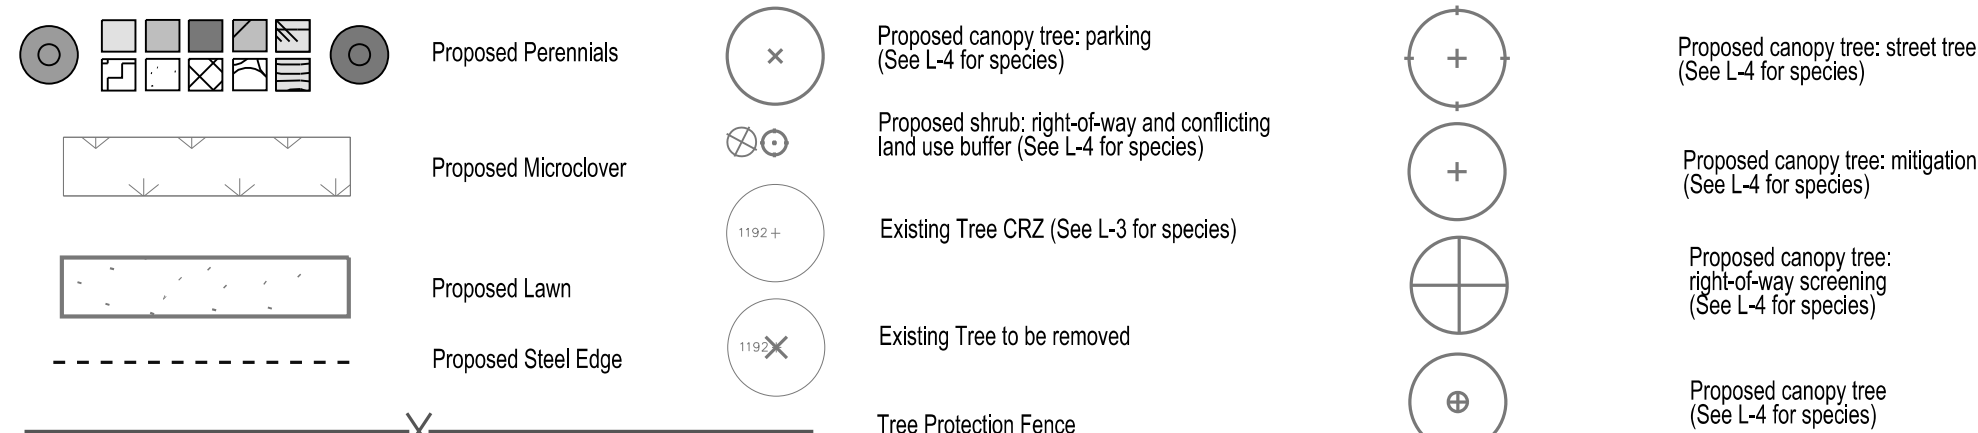 Proposed Perennials
Proposed Microclover
Proposed Lawn
Proposed Steel Edge
Proposed canopy tree: parking
(See L-4 for species)
Proposed shrub: right-of-way and conflicting
land use buffer (See L-4 for species)
1192
Existing Tree CRZ (See L-3 for species)
1192
Existing Tree to be removed
Tree Protection Fence
Proposed canopy tree: street tree
(See L-4 for species)
Proposed canopy tree: mitigation
(See L-4 for species)
Proposed canopy tree:
right-of-way screening
(See L-4 for species)
Proposed canopy tree
(See L-4 for species)